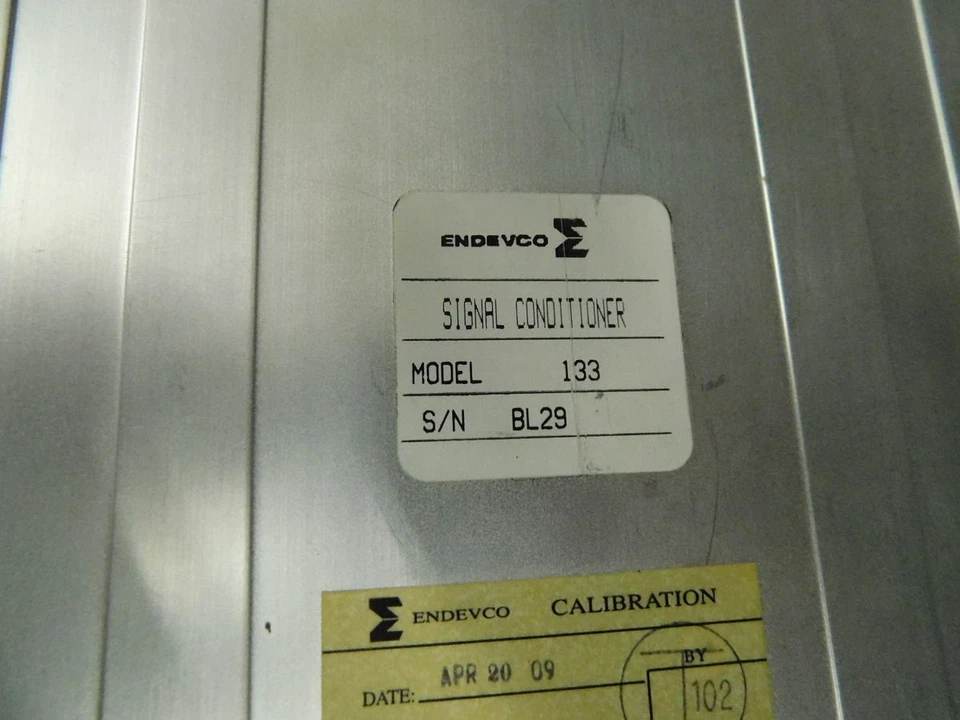 ENDEVCO
SIGNAL CONDITIONER
MODEL 133
S/N BL29
ENDEVCO CALIBRATION
APR 20 09 BY
DATE: 102